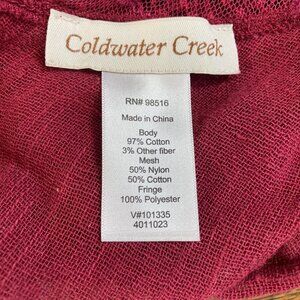 Coldwater Creek
RN# 98516
Made in China
Body
97% Cotton
3% Other fiber
Mesh
50% Nylon
50% Cotton
Fringe
100% Polyester
V#101335
4011023